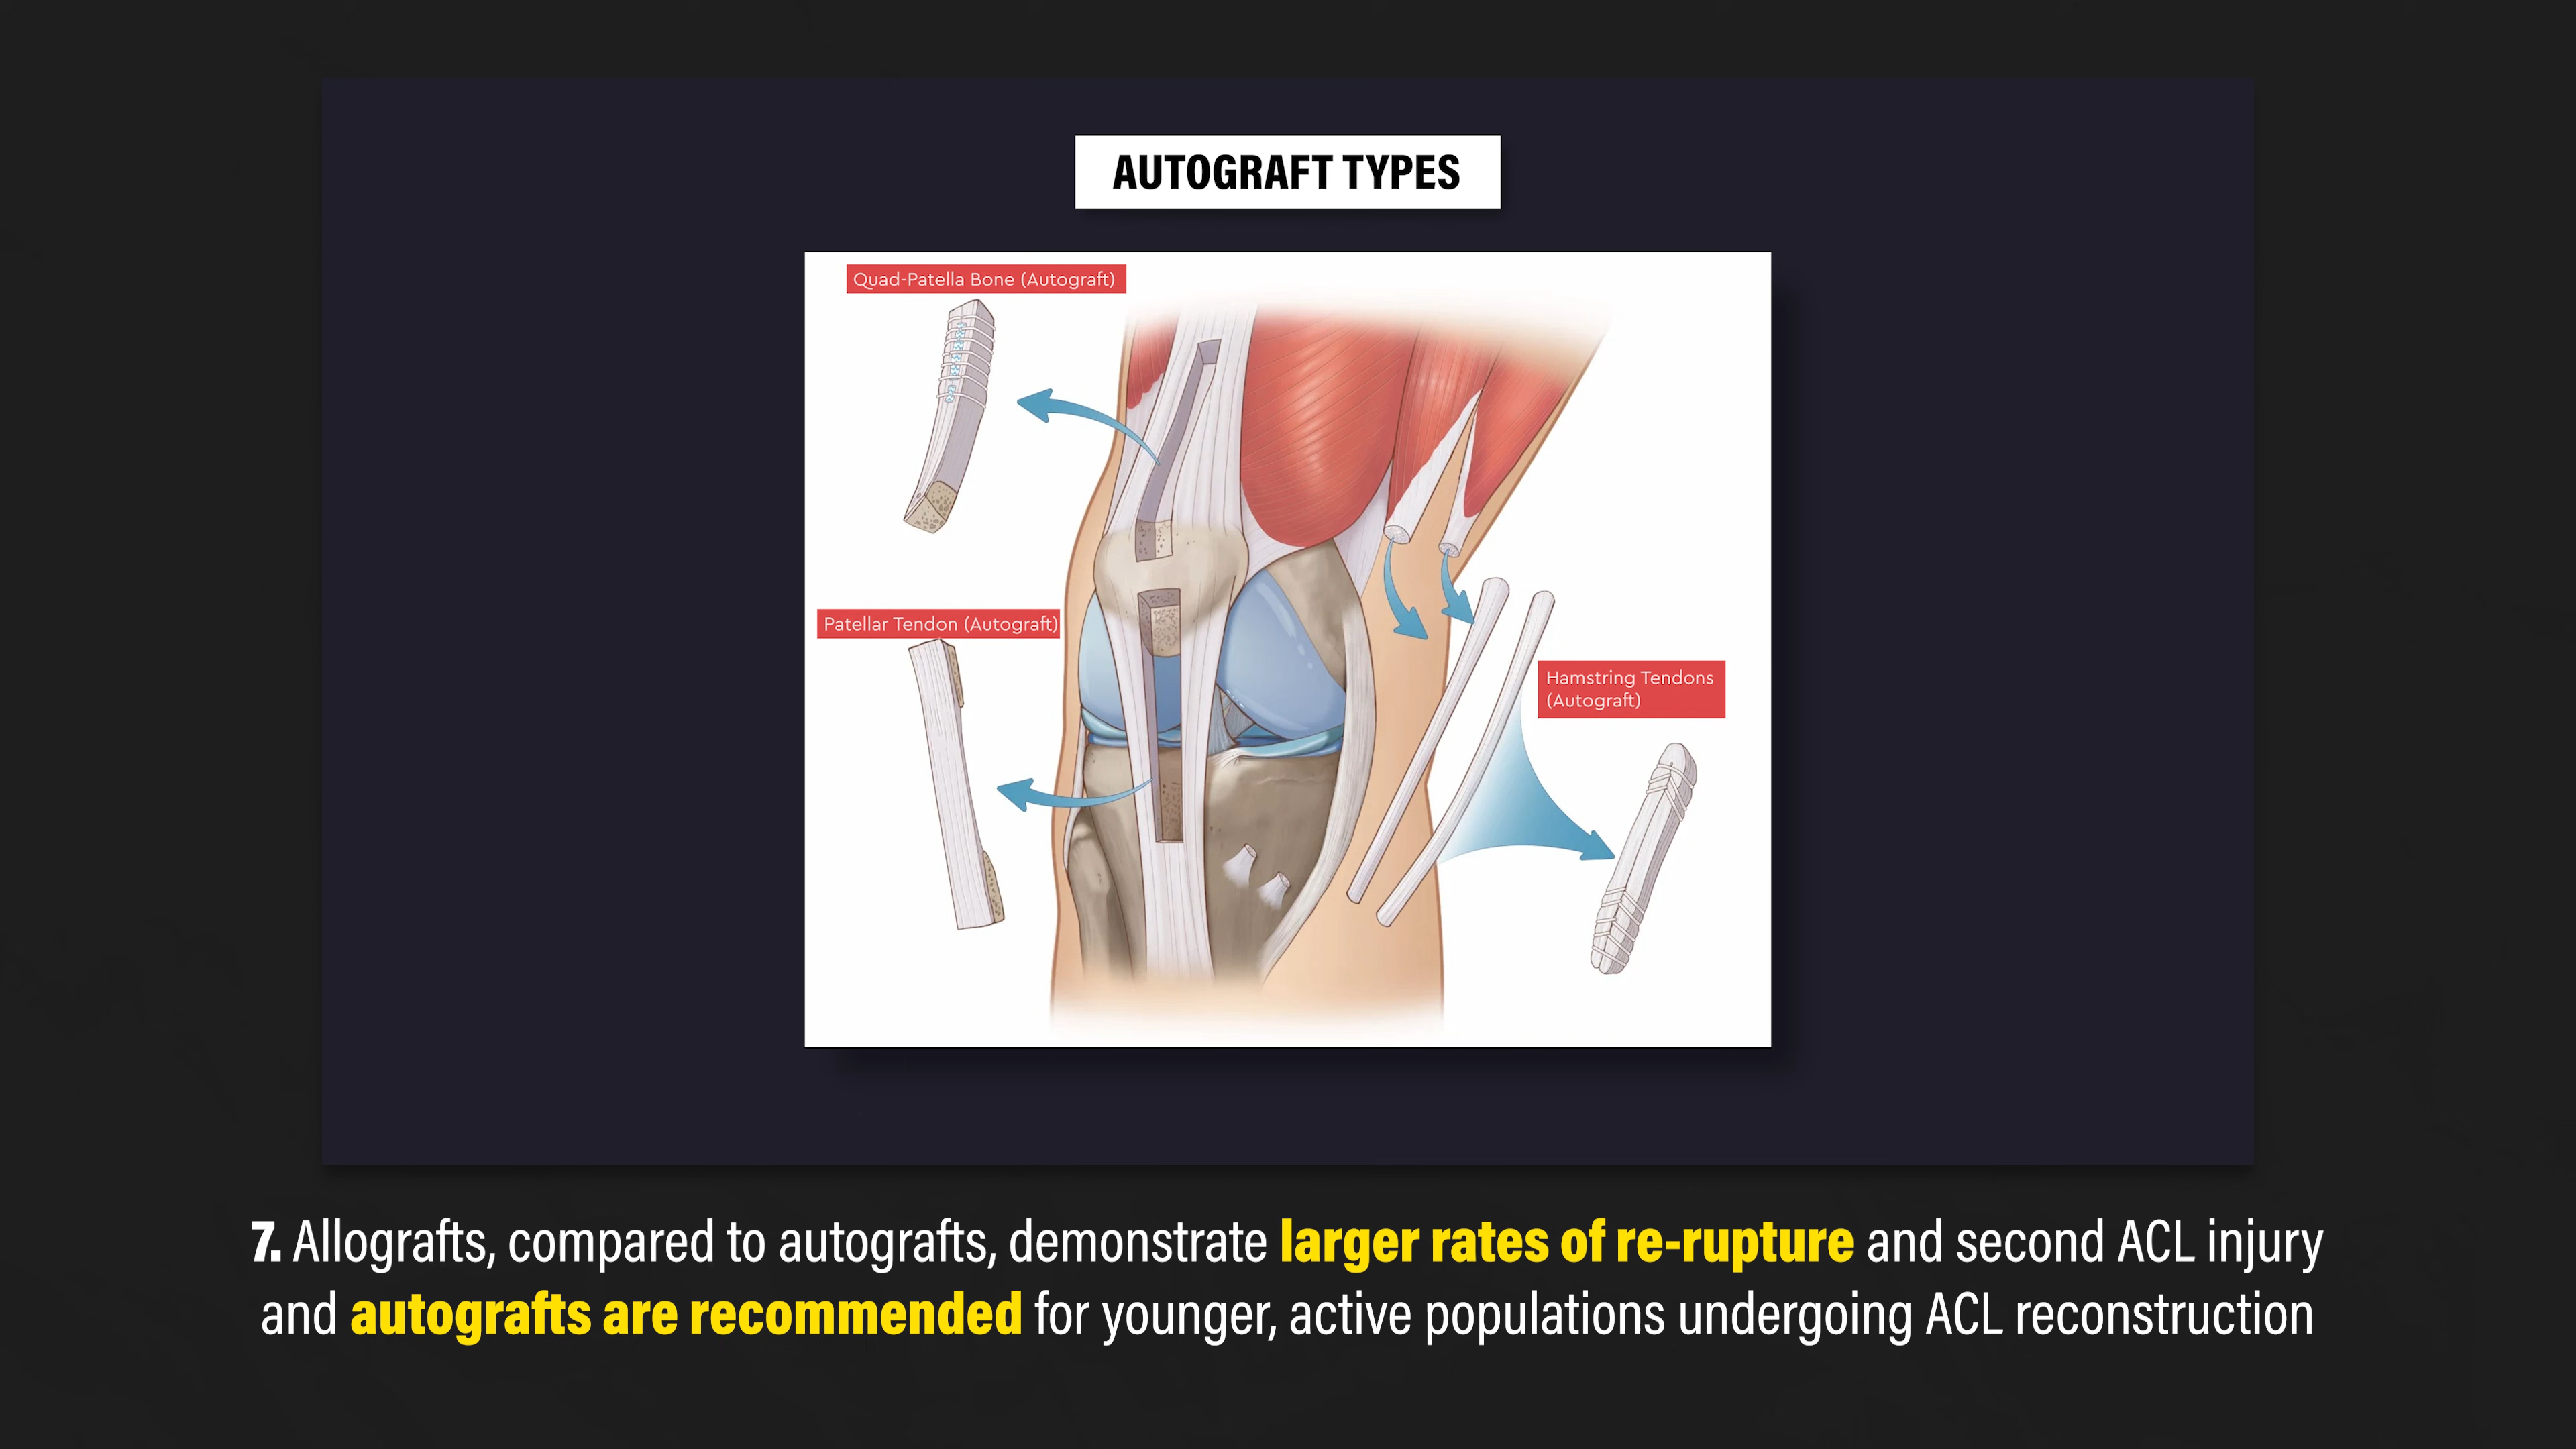 AUTOGRAFT TYPES
Quad-Patella Bone (Autograft)
Patellar Tendon (Autograft)
Hamstring Tendons
(Autograft)
7. Allografts, compared to autografts, demonstrate larger rates of re-rupture and second ACL injury
and autografts are recommended for younger, active populations undergoing ACL reconstruction